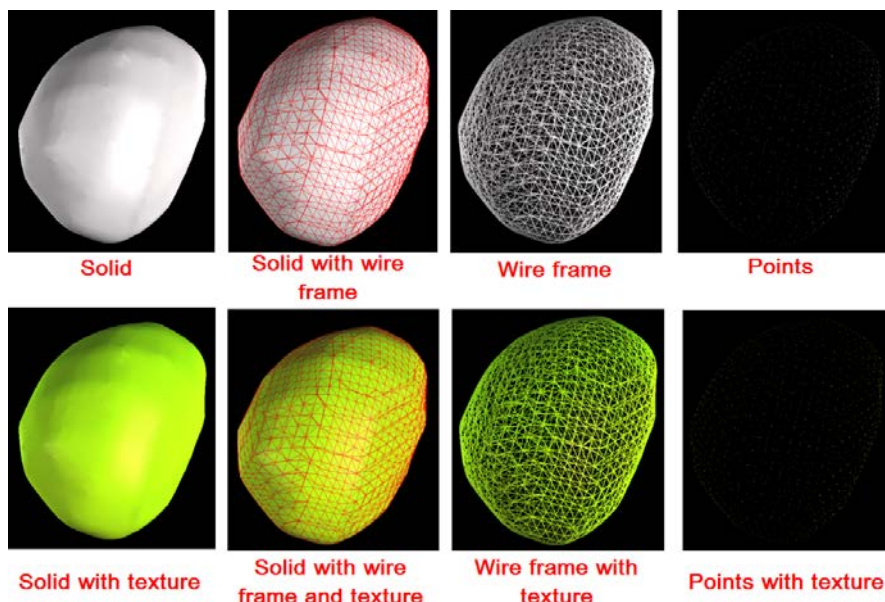 Solid
Solid with wire
frame
Wire frame
Points
Solid with texture
Solid with wire
frame and texture
Wire frame with
texture
Points with texture